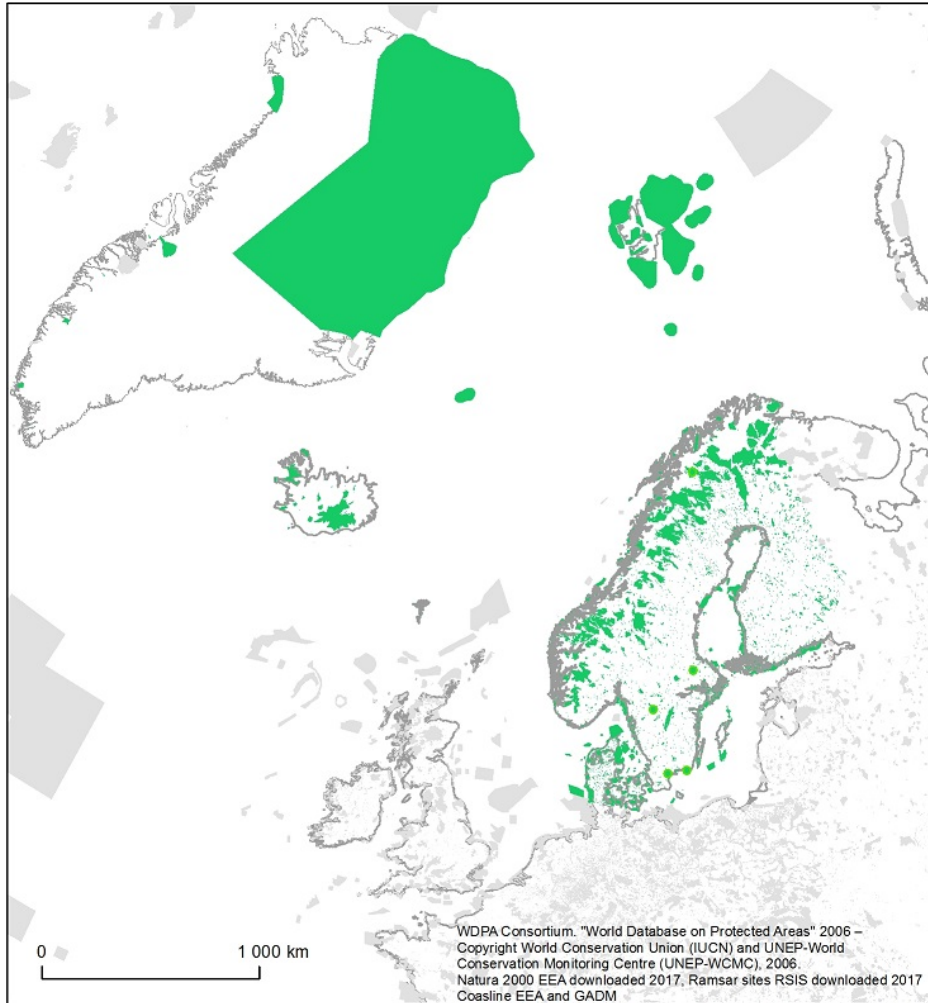 WDPA Consortium. "World Database on Protected Areas" 2006 –
Copyright World Conservation Union (IUCN) and UNEP-World
Conservation Monitoring Centre (UNEP-WCMC), 2006.
Natura 2000 EEA downloaded 2017, Ramsar sites RSIS downloaded 2017
Coasline EEA and GADM
0 1 000 km